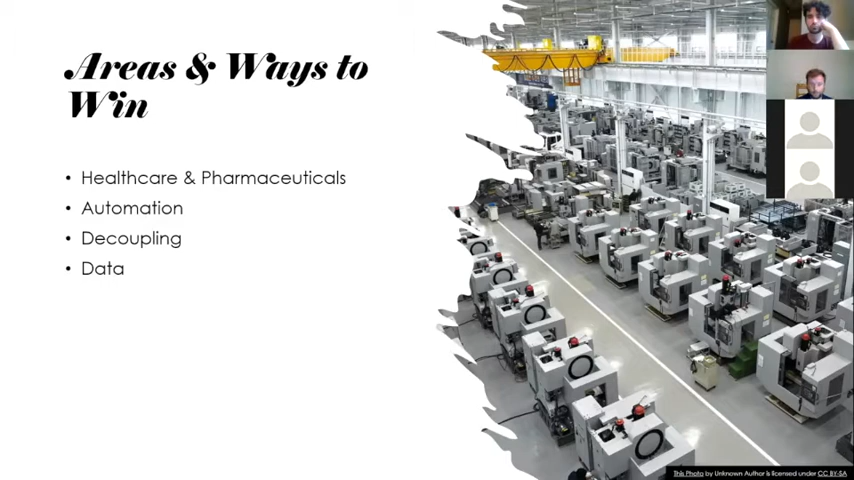 Areas & Ways to
Win
• Healthcare & Pharmaceuticals
• Automation
• Decoupling
• Data
This Photo by Unknown Author is licensed under CC BY-SA